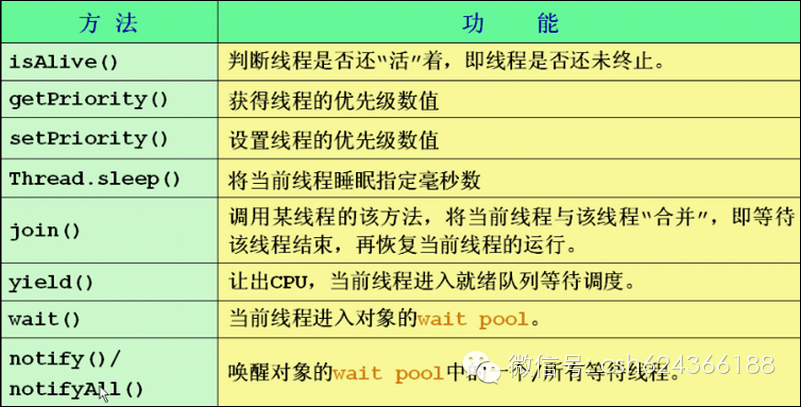 方 法 功 能
isAlive() 判断线程是否还“活”着，即线程是否还未终止。
getPriority() 获得线程的优先级数值
setPriority() 设置线程的优先级数值
Thread.sleep() 将当前线程睡眠指定毫秒数
join() 调用某线程的该方法，将当前线程与该线程“合并”，即等待
该线程结束，再恢复当前线程的运行。
yield() 让出CPU，当前线程进入就绪队列等待调度。
wait() 当前线程进入对象的wait pool。
notify()/
notifyAll() 唤醒对象的wait pool中的一个/所有等待线程。
微信号: csh624366188